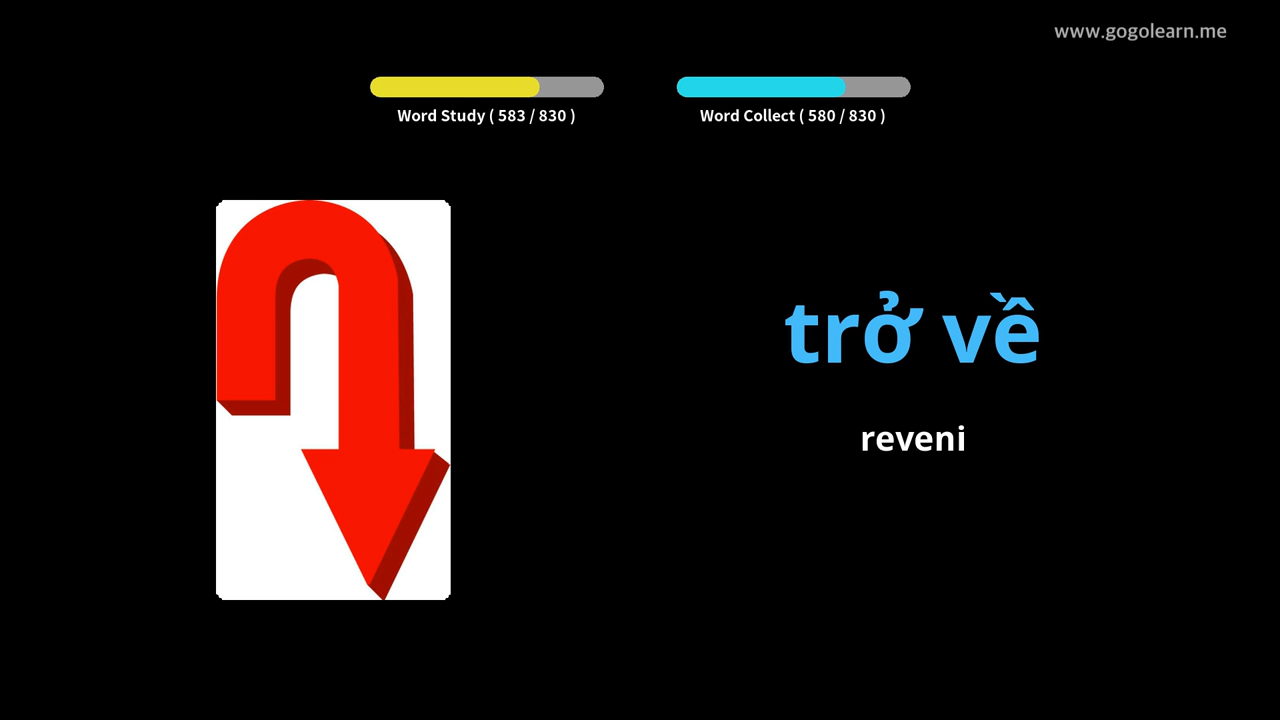 www.gogolearn.me
Word Study ( 583 / 830 )
Word Collect ( 580 / 830 )
trở về
reveni